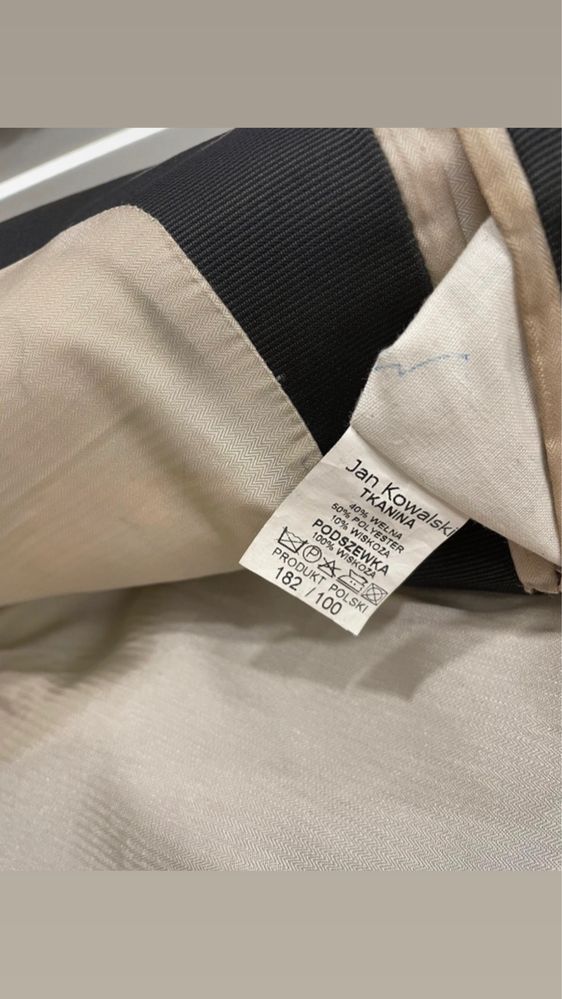 Jan Kowalski
TKANINA
40% WEŁNA
50% POLYESTER
10% WISKOZA
PODSZEWKA
100% WISKOZA
P
PRODUKT POLSKI
182 / 100